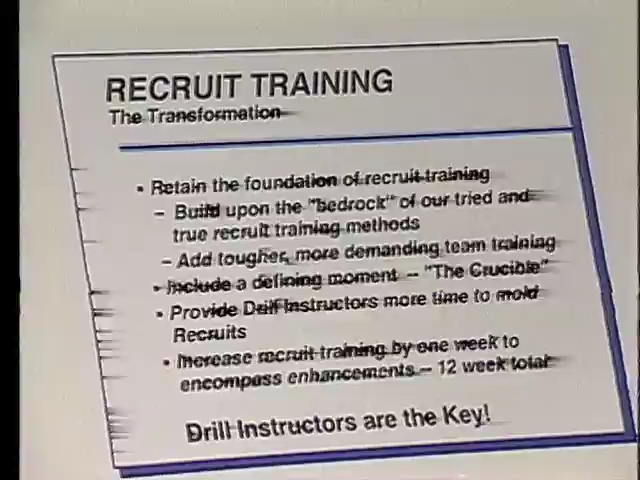 RECRUIT TRAINING
The Transformation
• Retain the foundation of recruit training
– Build upon the "bedrock" of our tried and
true recruit training methods
– Add tougher, more demanding team training
• Include a defining moment – "The Crucible"
• Provide Drill Instructors more time to mold
Recruits
• Increase recruit training by one week to
encompass enhancements – 12 week total
Drill Instructors are the Key!